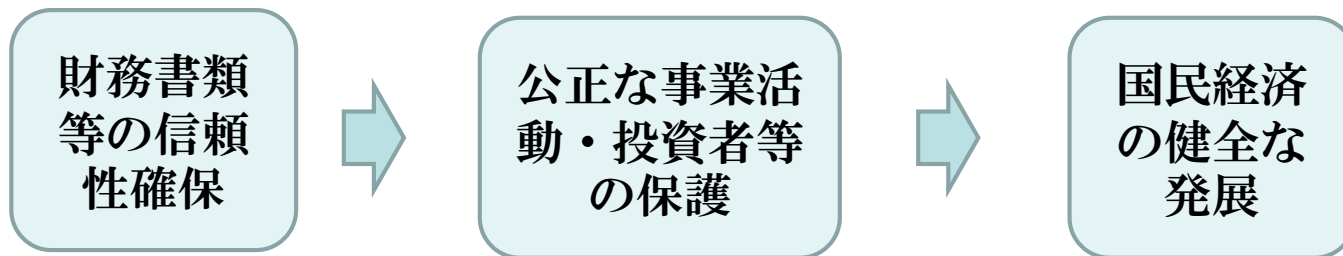 財務書類
等の信頼
性確保
公正な事業活
動・投資者等
の保護
国民経済
の健全な
発展